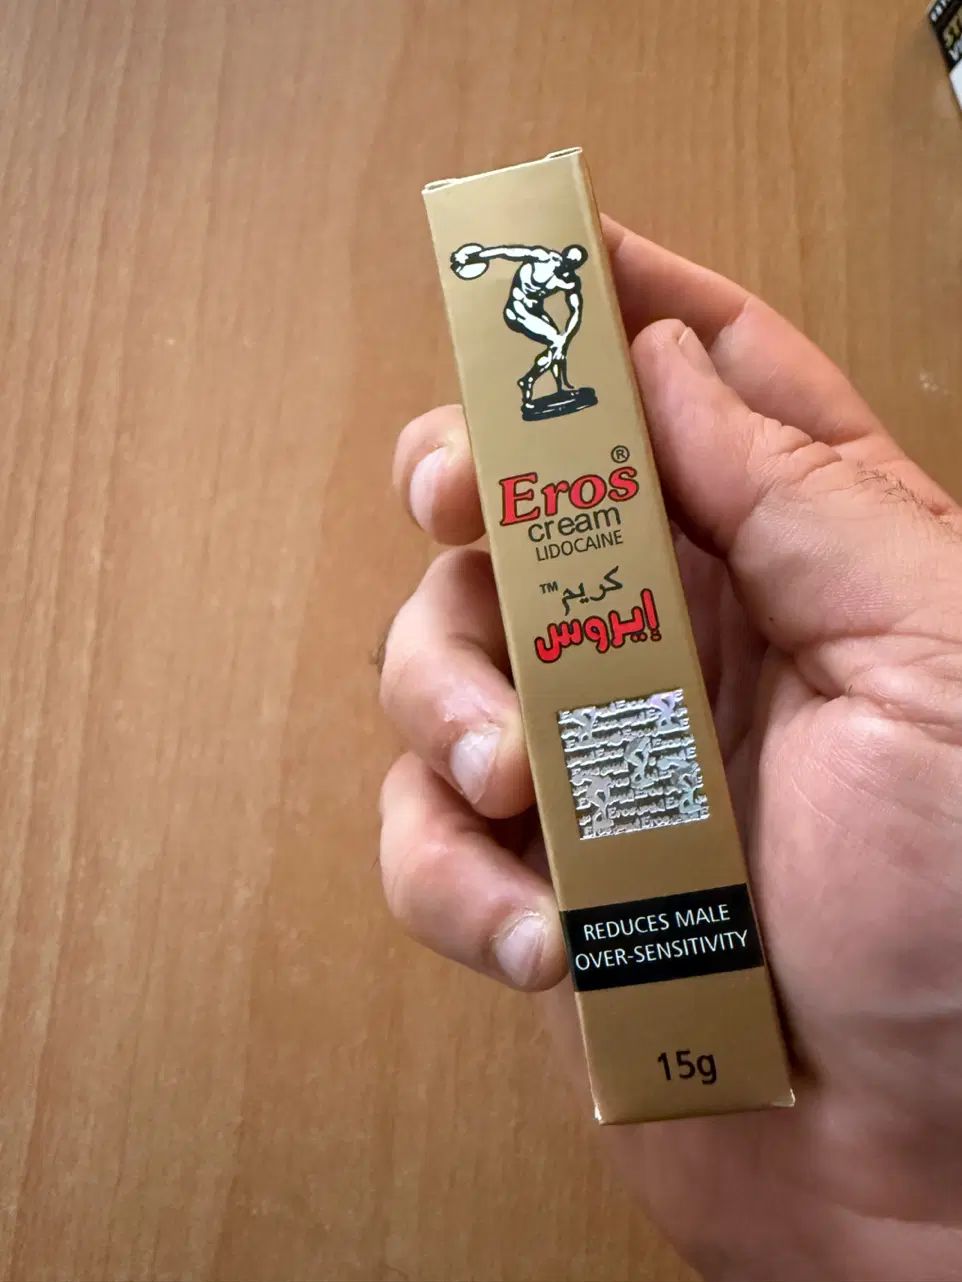 Eros®
cream
LIDOCAINE
كريم™
إيروس
REDUCES MALE
OVER-SENSITIVITY
15g